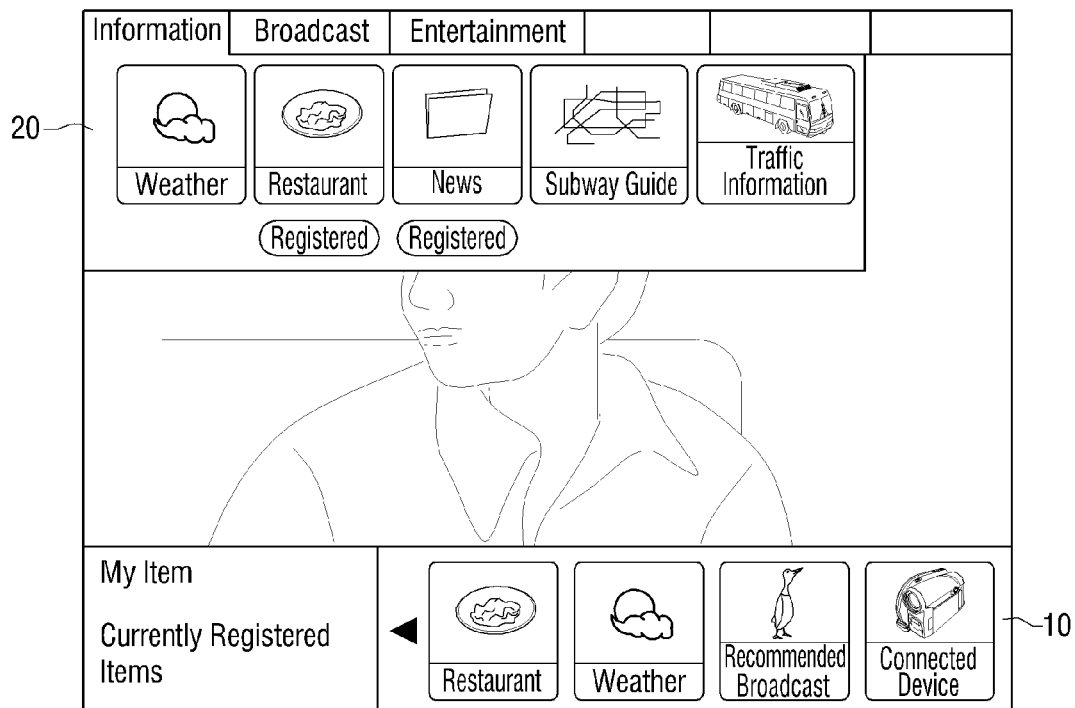 Information Broadcast Entertainment
20
Weather Restaurant News Subway Guide Traffic
Information
Registered Registered
My Item
Currently Registered
Items
10
Restaurant Weather Recommended
Broadcast Connected
Device